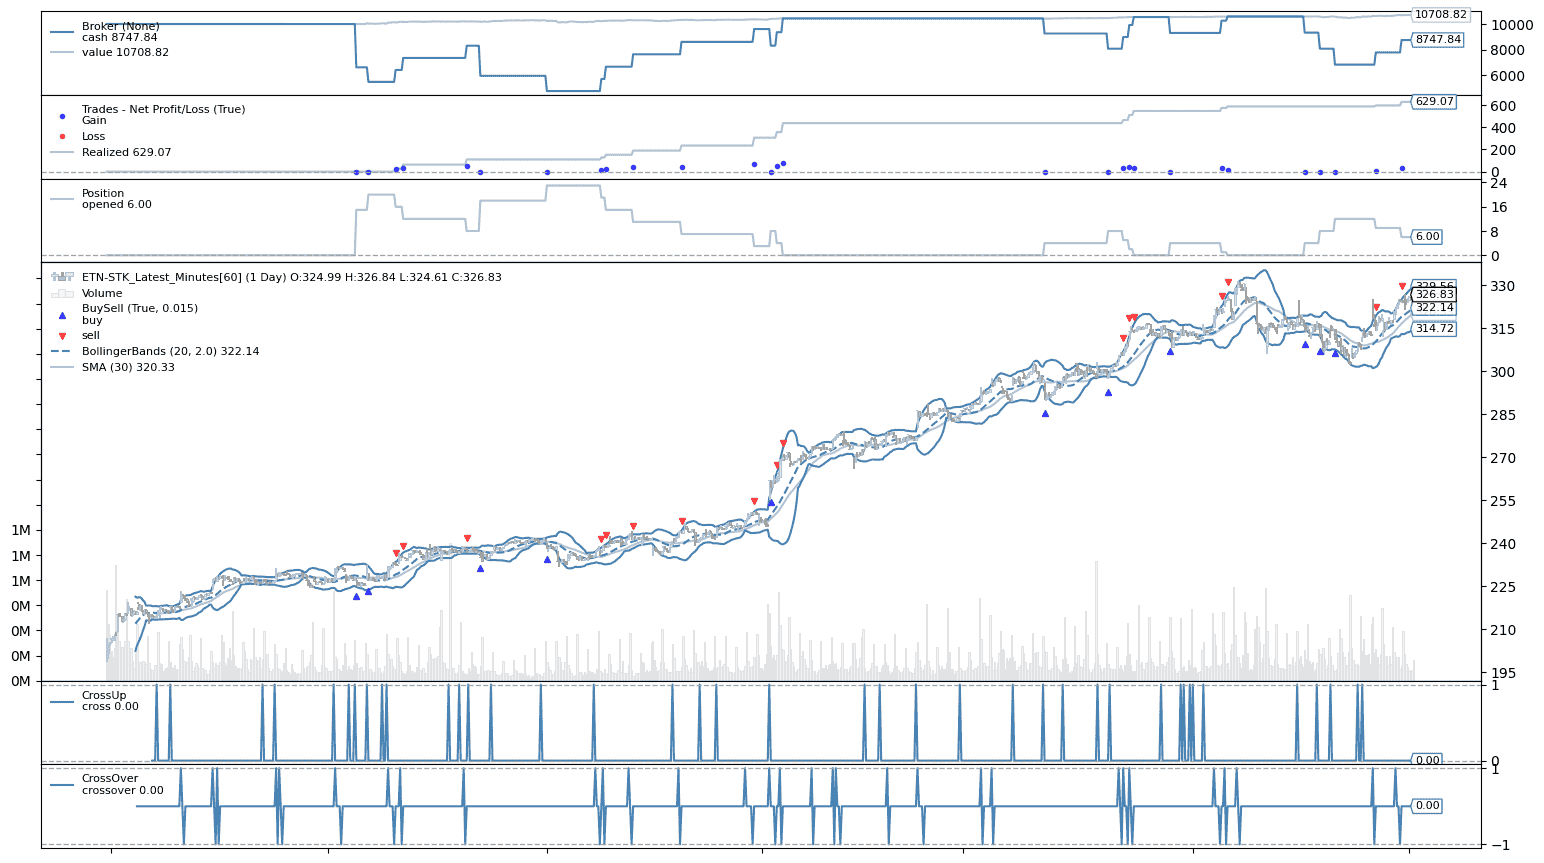 Broker (None)
cash 8747.84
value 10708.82
10708.82
10000
8747.84
8000
6000
Trades - Net Profit/Loss (True)
Gain
Loss
Realized 629.07
629.07
600
400
200
0
Position
opened 6.00
24
16
8
6.00
0
ETN-STK_Latest_Minutes[60] (1 Day) O:324.99 H:326.84 L:324.61 C:326.83
Volume
BuySell (True, 0.015)
buy
sell
BollingerBands (20, 2.0) 322.14
SMA (30) 320.33
330
329.56
326.83
322.14
315
314.72
300
285
270
255
240
225
210
195
1M
1M
1M
0M
0M
0M
0M
CrossUp
cross 0.00
1
0.00
0
CrossOver
crossover 0.00
1
0.00
−1